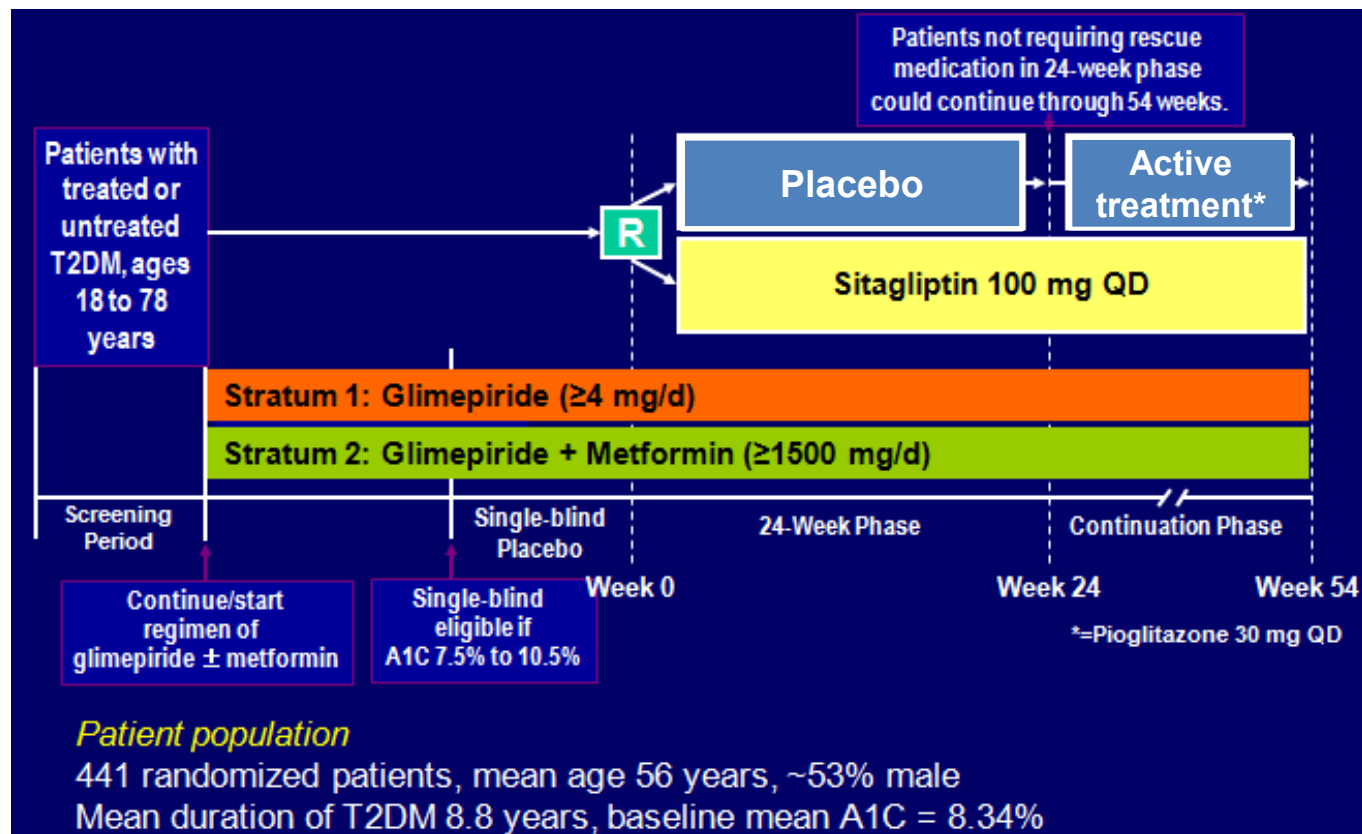 Patients not requiring rescue
medication in 24-week phase
could continue through 54 weeks.
Patients with
treated or
untreated
T2DM, ages
18 to 78
years
R
Placebo
Active
treatment*
Sitagliptin 100 mg QD
Stratum 1: Glimepiride (≥4 mg/d)
Stratum 2: Glimepiride + Metformin (≥1500 mg/d)
Screening
Period
Single-blind
Placebo
24-Week Phase
Continuation Phase
Continue/start
regimen of
glimepiride ± metformin
Single-blind
eligible if
A1C 7.5% to 10.5%
Week 0
Week 24
Week 54
*=Pioglitazone 30 mg QD
Patient population
441 randomized patients, mean age 56 years, ~53% male
Mean duration of T2DM 8.8 years, baseline mean A1C = 8.34%